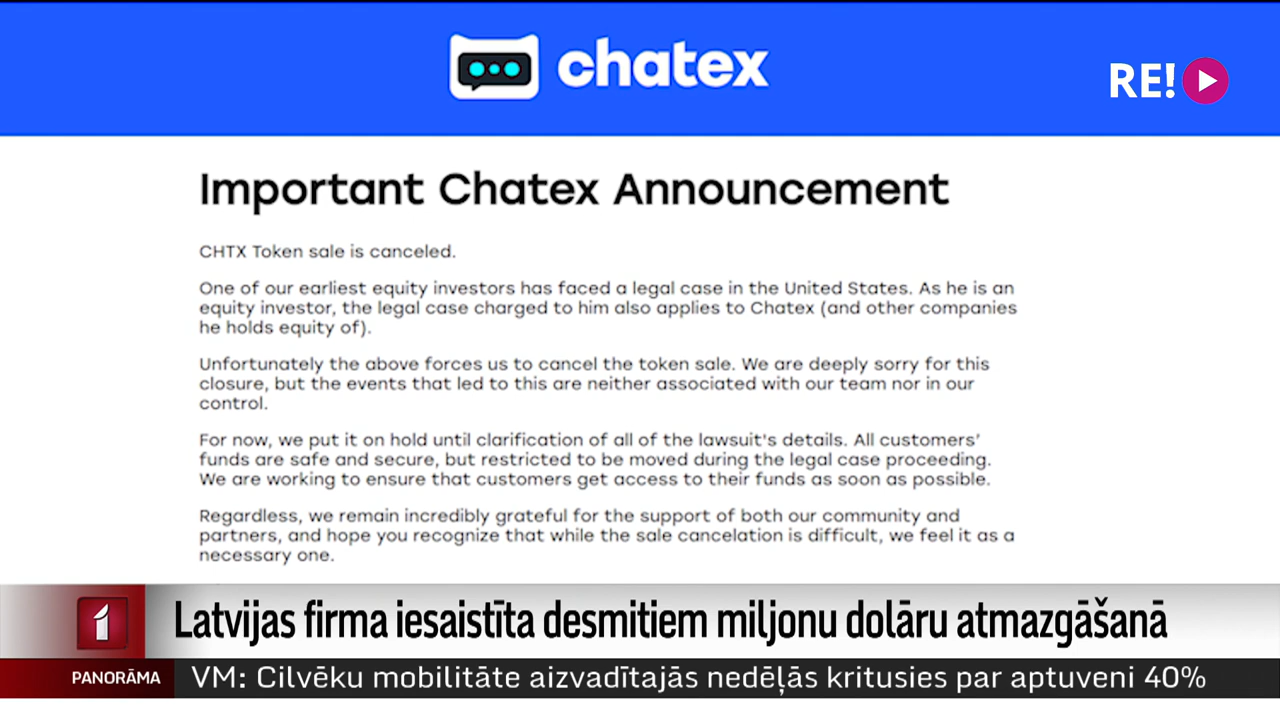 chatex
RE!
Important Chatex Announcement
CHTX Token sale is canceled.
One of our earliest equity investors has faced a legal case in the United States. As he is an
equity investor, the legal case charged to him also applies to Chatex (and other companies
he holds equity of).
Unfortunately the above forces us to cancel the token sale. We are deeply sorry for this
closure, but the events that led to this are neither associated with our team nor in our
control.
For now, we put it on hold until clarification of all of the lawsuit's details. All customers'
funds are safe and secure, but restricted to be moved during the legal case proceeding.
We are working to ensure that customers get access to their funds as soon as possible.
Regardless, we remain incredibly grateful for the support of both our community and
partners, and hope you recognize that while the sale cancelation is difficult, we feel it as a
necessary one.
1
Latvijas firma iesaistīta desmitiem miljonu dolāru atmazgāšanā
PANORĀMA
VM: Cilvēku mobilitāte aizvadītajās nedēļās kritusies par aptuveni 40%